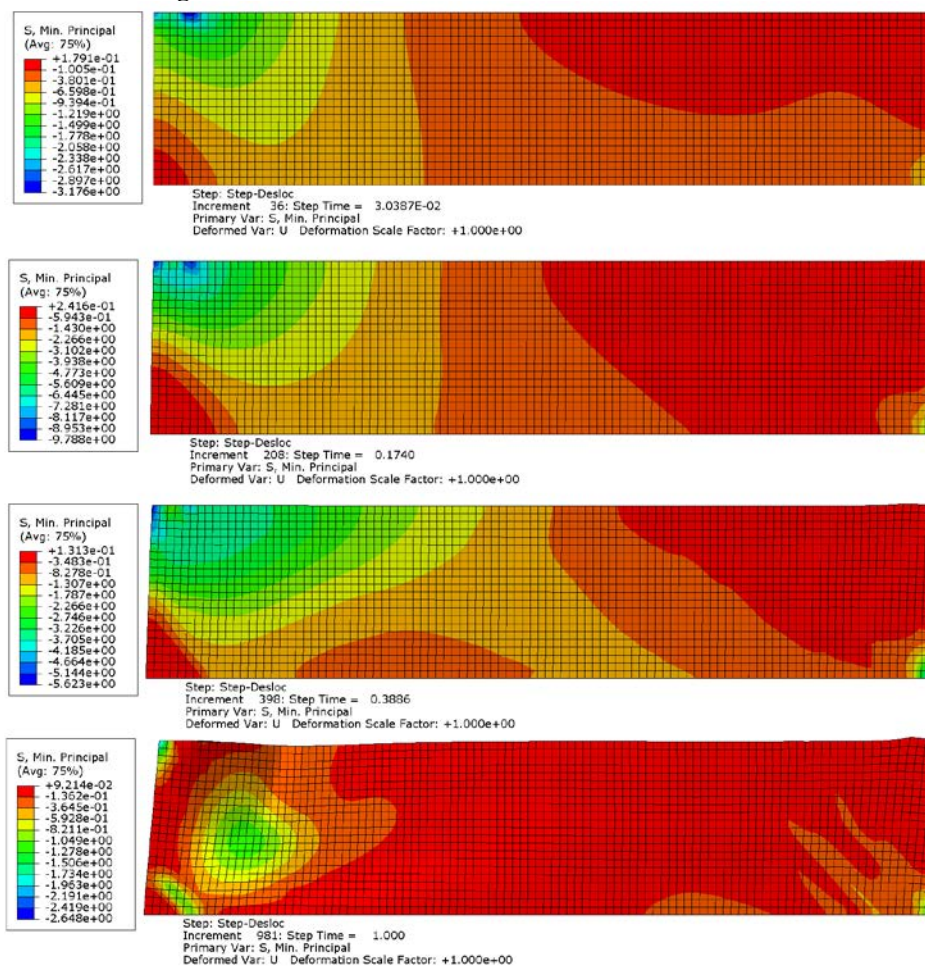 S, Min. Principal
(Avg: 75%)
+1.791e-01
-1.005e-01
-3.801e-01
-6.598e-01
-9.394e-01
-1.219e+00
-1.499e+00
-1.778e+00
-2.058e+00
-2.338e+00
-2.617e+00
-2.897e+00
-3.176e+00
Step: Step-Desloc
Increment 36: Step Time = 3.0387E-02
Primary Var: S, Min. Principal
Deformed Var: U Deformation Scale Factor: +1.000e+00
S, Min. Principal
(Avg: 75%)
+2.416e-01
-5.943e-01
-1.430e+00
-2.266e+00
-3.102e+00
-3.938e+00
-4.773e+00
-5.609e+00
-6.445e+00
-7.281e+00
-8.117e+00
-8.953e+00
-9.788e+00
Step: Step-Desloc
Increment 208: Step Time = 0.1740
Primary Var: S, Min. Principal
Deformed Var: U Deformation Scale Factor: +1.000e+00
S, Min. Principal
(Avg: 75%)
+1.313e-01
-3.483e-01
-8.278e-01
-1.307e+00
-1.787e+00
-2.266e+00
-2.746e+00
-3.226e+00
-3.705e+00
-4.185e+00
-4.664e+00
-5.144e+00
-5.623e+00
Step: Step-Desloc
Increment 398: Step Time = 0.3886
Primary Var: S, Min. Principal
Deformed Var: U Deformation Scale Factor: +1.000e+00
S, Min. Principal
(Avg: 75%)
+9.214e-02
-1.362e-01
-3.645e-01
-5.928e-01
-8.211e-01
-1.049e+00
-1.278e+00
-1.506e+00
-1.734e+00
-1.963e+00
-2.191e+00
-2.419e+00
-2.648e+00
Step: Step-Desloc
Increment 981: Step Time = 1.000
Primary Var: S, Min. Principal
Deformed Var: U Deformation Scale Factor: +1.000e+00